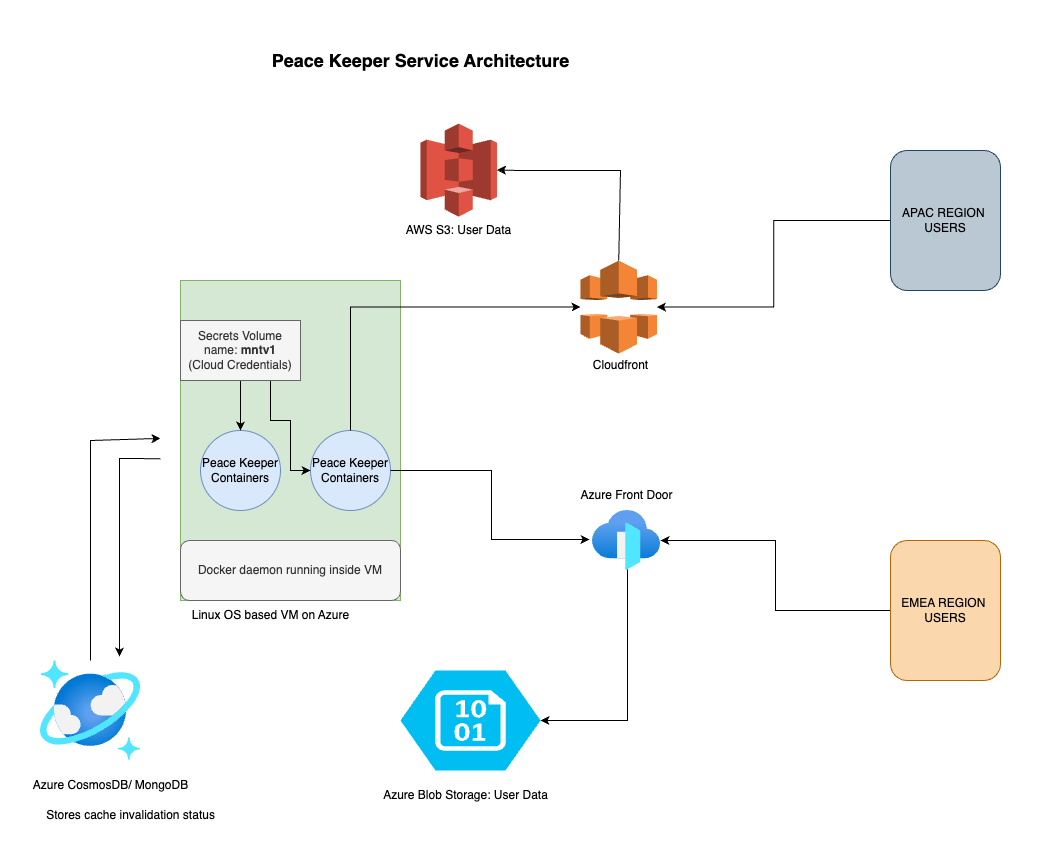 Peace Keeper Service Architecture
AWS S3: User Data
APAC REGION
USERS
Cloudfront
Secrets Volume
name: mntv1
(Cloud Credentials)
Peace Keeper
Containers
Peace Keeper
Containers
Azure Front Door
Docker daemon running inside VM
Linux OS based VM on Azure
EMEA REGION
USERS
10
01
Azure CosmosDB/ MongoDB
Azure Blob Storage: User Data
Stores cache invalidation status